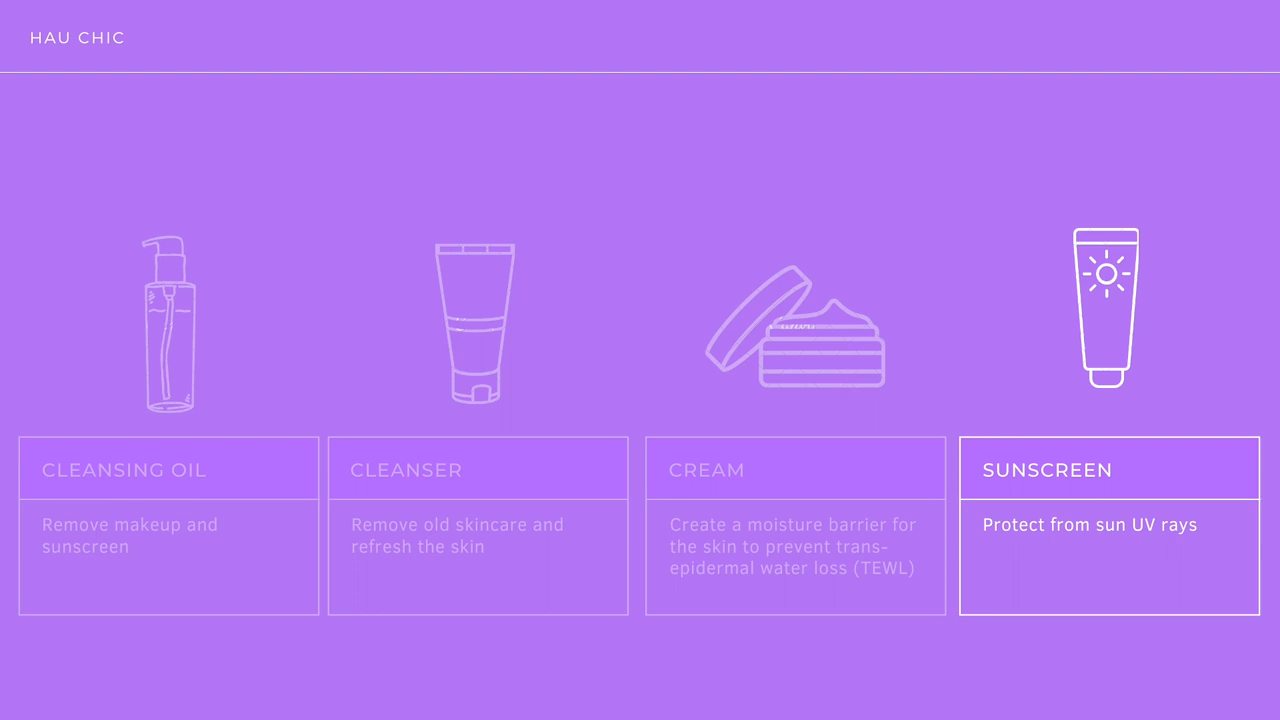 HAU CHIC
CLEANSING OIL
Remove makeup and
sunscreen
CLEANSER
Remove old skincare and
refresh the skin
CREAM
Create a moisture barrier for
the skin to prevent trans-
epidermal water loss (TEWL)
SUNSCREEN
Protect from sun UV rays